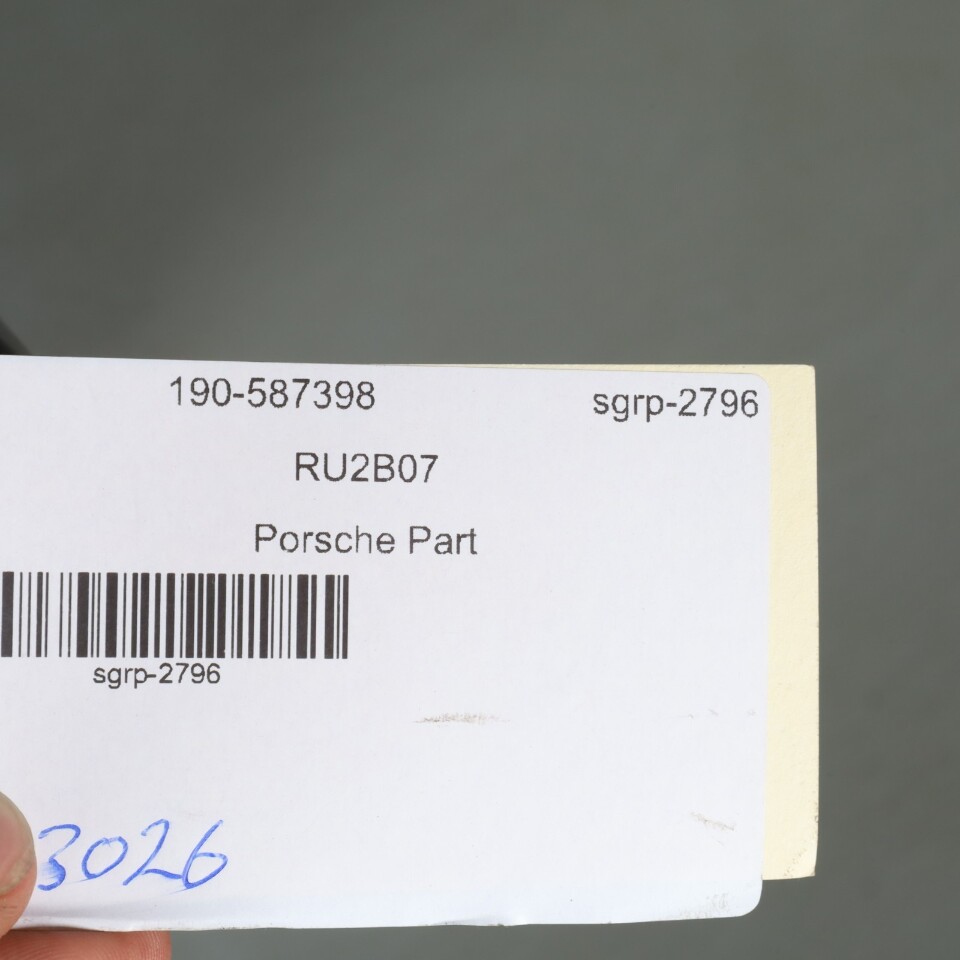 190-587398 sgrp-2796
RU2B07
Porsche Part
sgrp-2796
3026